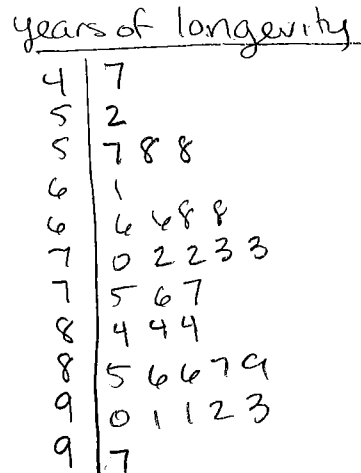 years of longevity
4 | 7
5 | 2
5 | 7 8 8
6 | 1
6 | 6 6 8 8
7 | 0 2 2 3 3
7 | 5 6 7
8 | 4 4 4
8 | 5 6 6 7 9
9 | 0 1 1 2 3
9 | 7